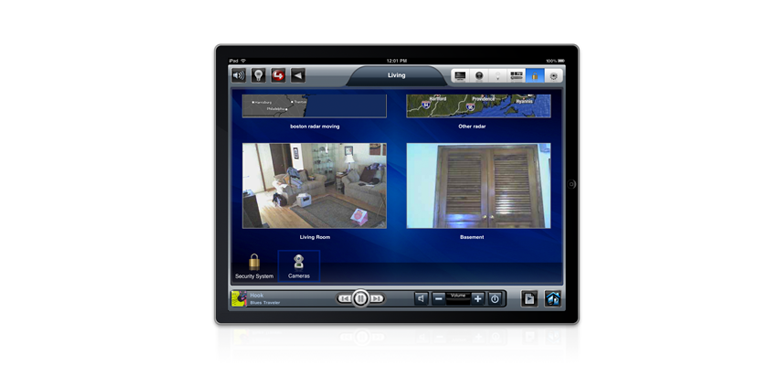 iPad
12:01 PM
100%
Living
Harrisburg
Trenton
Philadelphia
Hartford
Providence
Hyannis
boston radar moving
Other radar
Living Room
Basement
Security System
Cameras
Hook
Blues Traveler
Volume